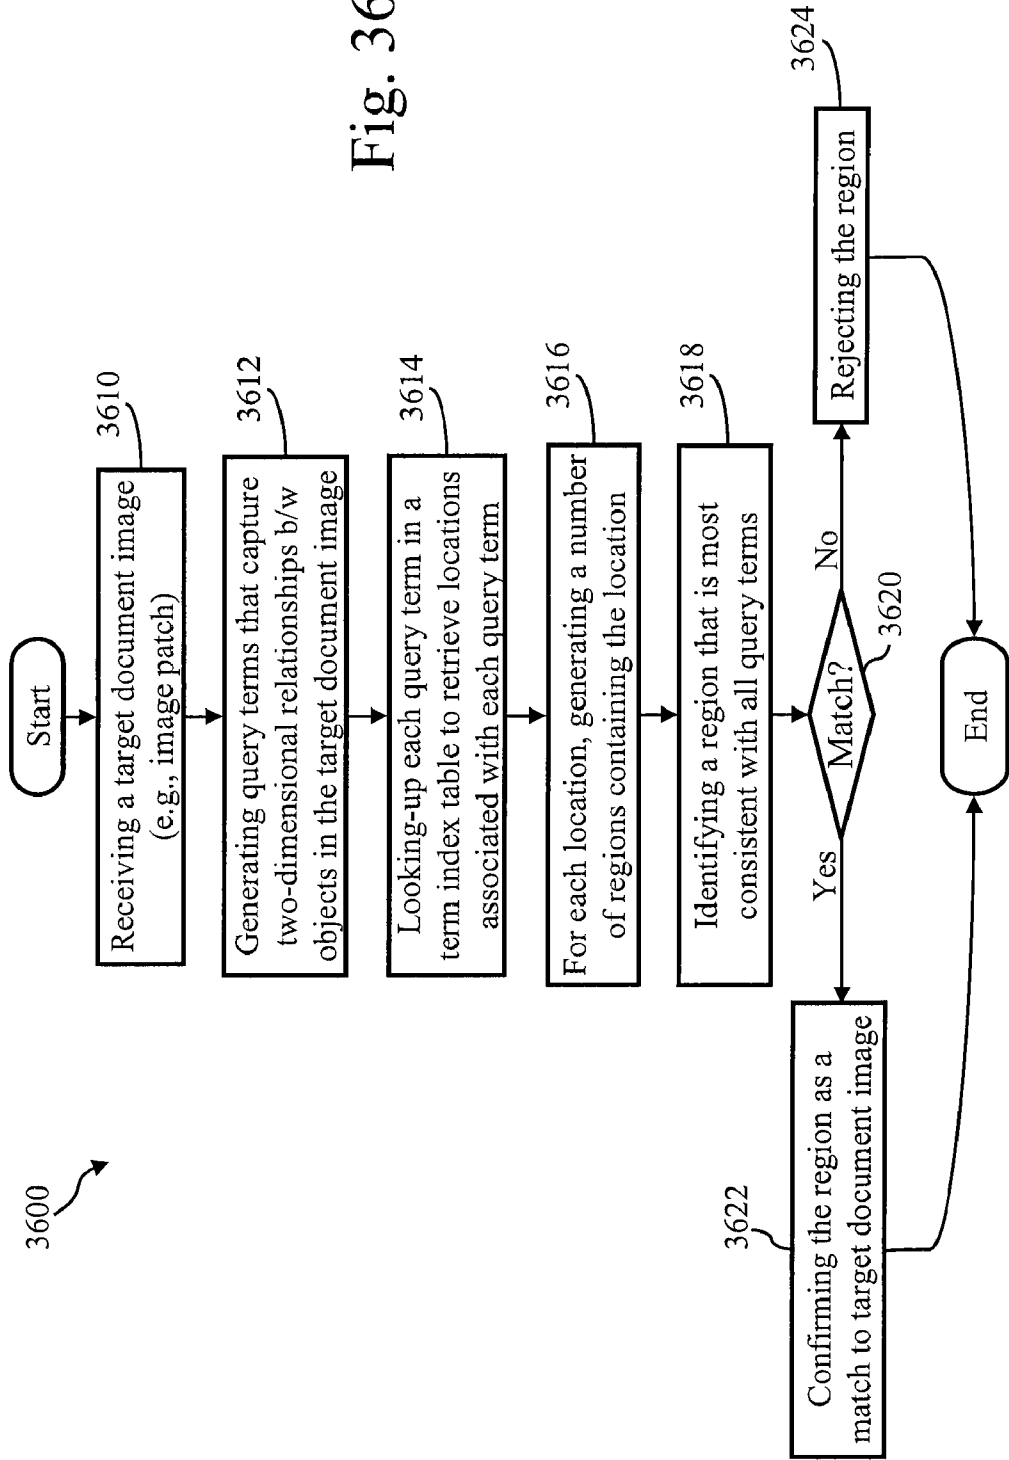 3600
Start
3610
Receiving a target document image
(e.g., image patch)
3612
Generating query terms that capture
two-dimensional relationships b/w
objects in the target document image
3614
Looking-up each query term in a
term index table to retrieve locations
associated with each query term
3616
For each location, generating a number
of regions containing the location
3618
Identifying a region that is most
consistent with all query terms
Match?
3620
Yes
No
3622
Confirming the region as a
match to target document image
3624
Rejecting the region
End
Fig. 36